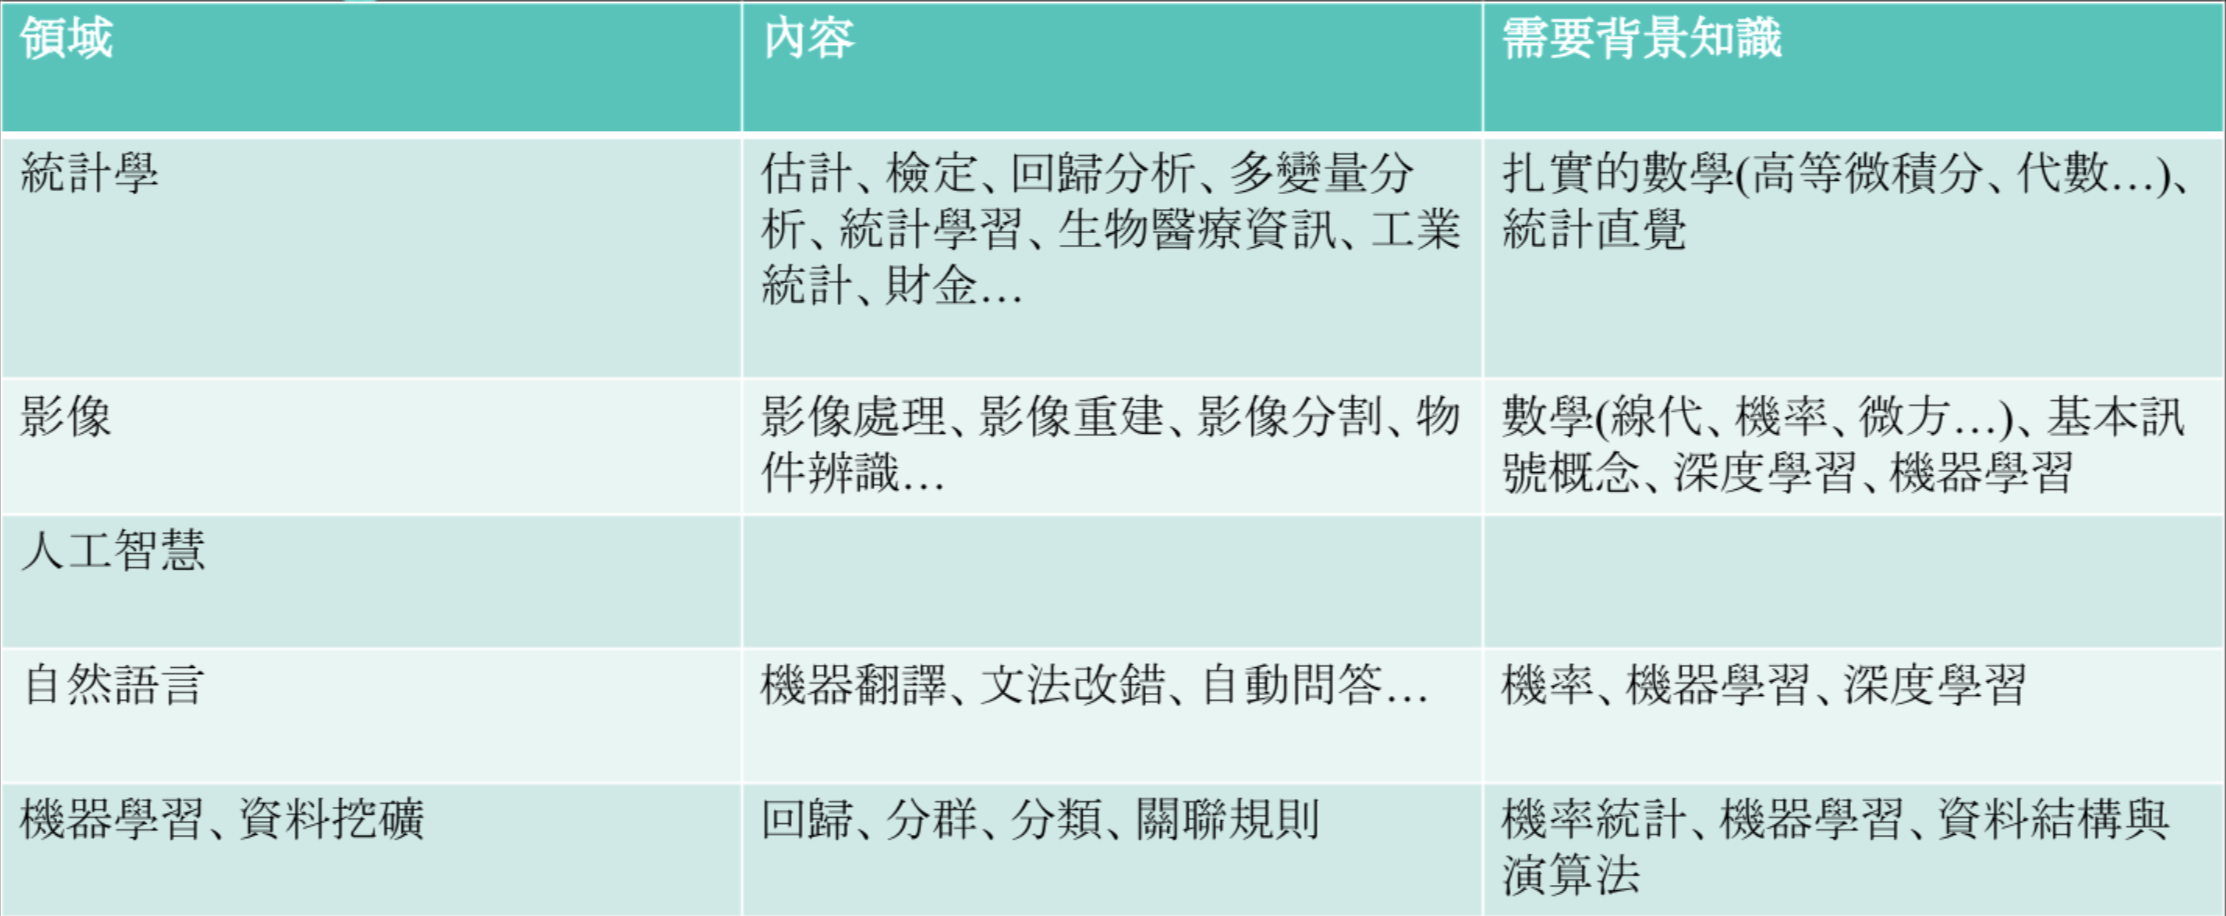 領域
內容
需要背景知識
統計學
估計、檢定、回歸分析、多變量分
析、統計學習、生物醫療資訊、工業
統計、財金…
扎實的數學(高等微積分、代數…)、
統計直覺
影像
影像處理、影像重建、影像分割、物
件辨識…
數學(線代、機率、微方…)、基本訊
號概念、深度學習、機器學習
人工智慧
自然語言
機器翻譯、文法改錯、自動問答…
機率、機器學習、深度學習
機器學習、資料挖礦
回歸、分群、分類、關聯規則
機率統計、機器學習、資料結構與
演算法